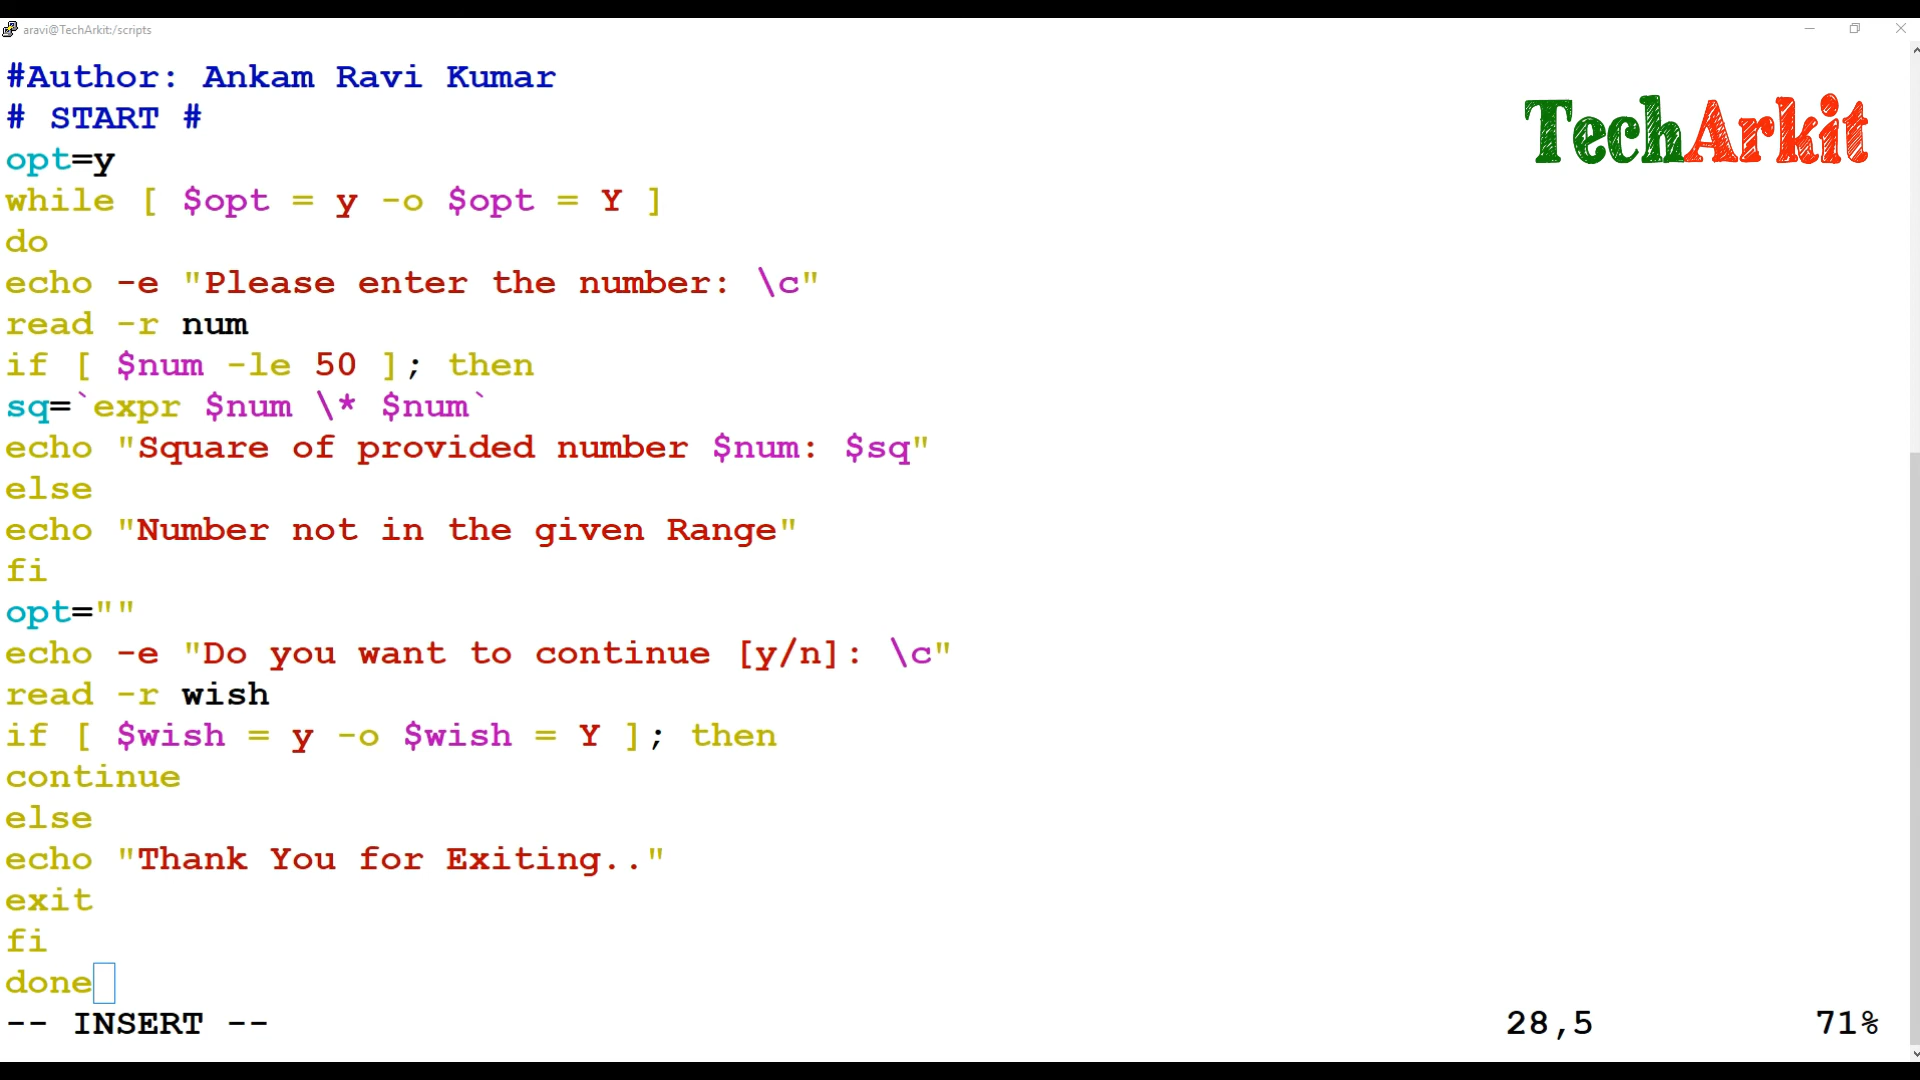 aravi@TechArkit:/scripts
#Author: Ankam Ravi Kumar
# START #
TechArkit
opt=y
while [ $opt = y -o $opt = Y ]
do
echo -e "Please enter the number: \c"
read -r num
if [ $num -le 50 ]; then
sq=`expr $num \* $num`
echo "Square of provided number $num: $sq"
else
echo "Number not in the given Range"
fi
opt=""
echo -e "Do you want to continue [y/n]: \c"
read -r wish
if [ $wish = y -o $wish = Y ]; then
continue
else
echo "Thank You for Exiting.."
exit
fi
done
-- INSERT -- 28,5 71%